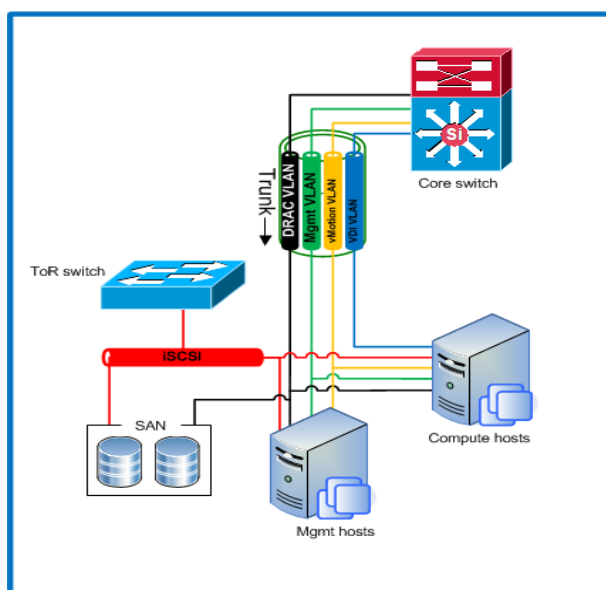 Si
Core switch
Trunk
DRAC VLAN
Mgmt VLAN
vMotion VLAN
VDI VLAN
ToR switch
iSCSI
SAN
Compute hosts
Mgmt hosts